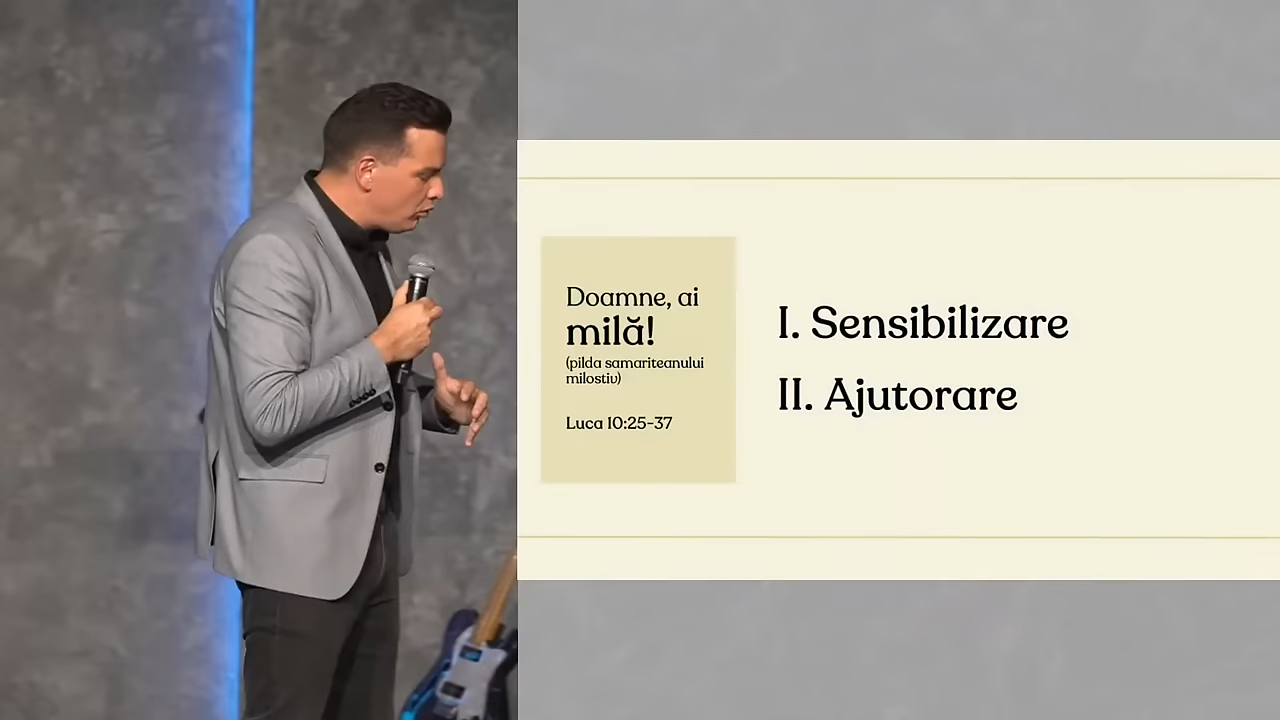 Doamne, ai
milă!
(pilda samariteanului
milostiv)
Luca 10:25-37
I. Sensibilizare
II. Ajutorare